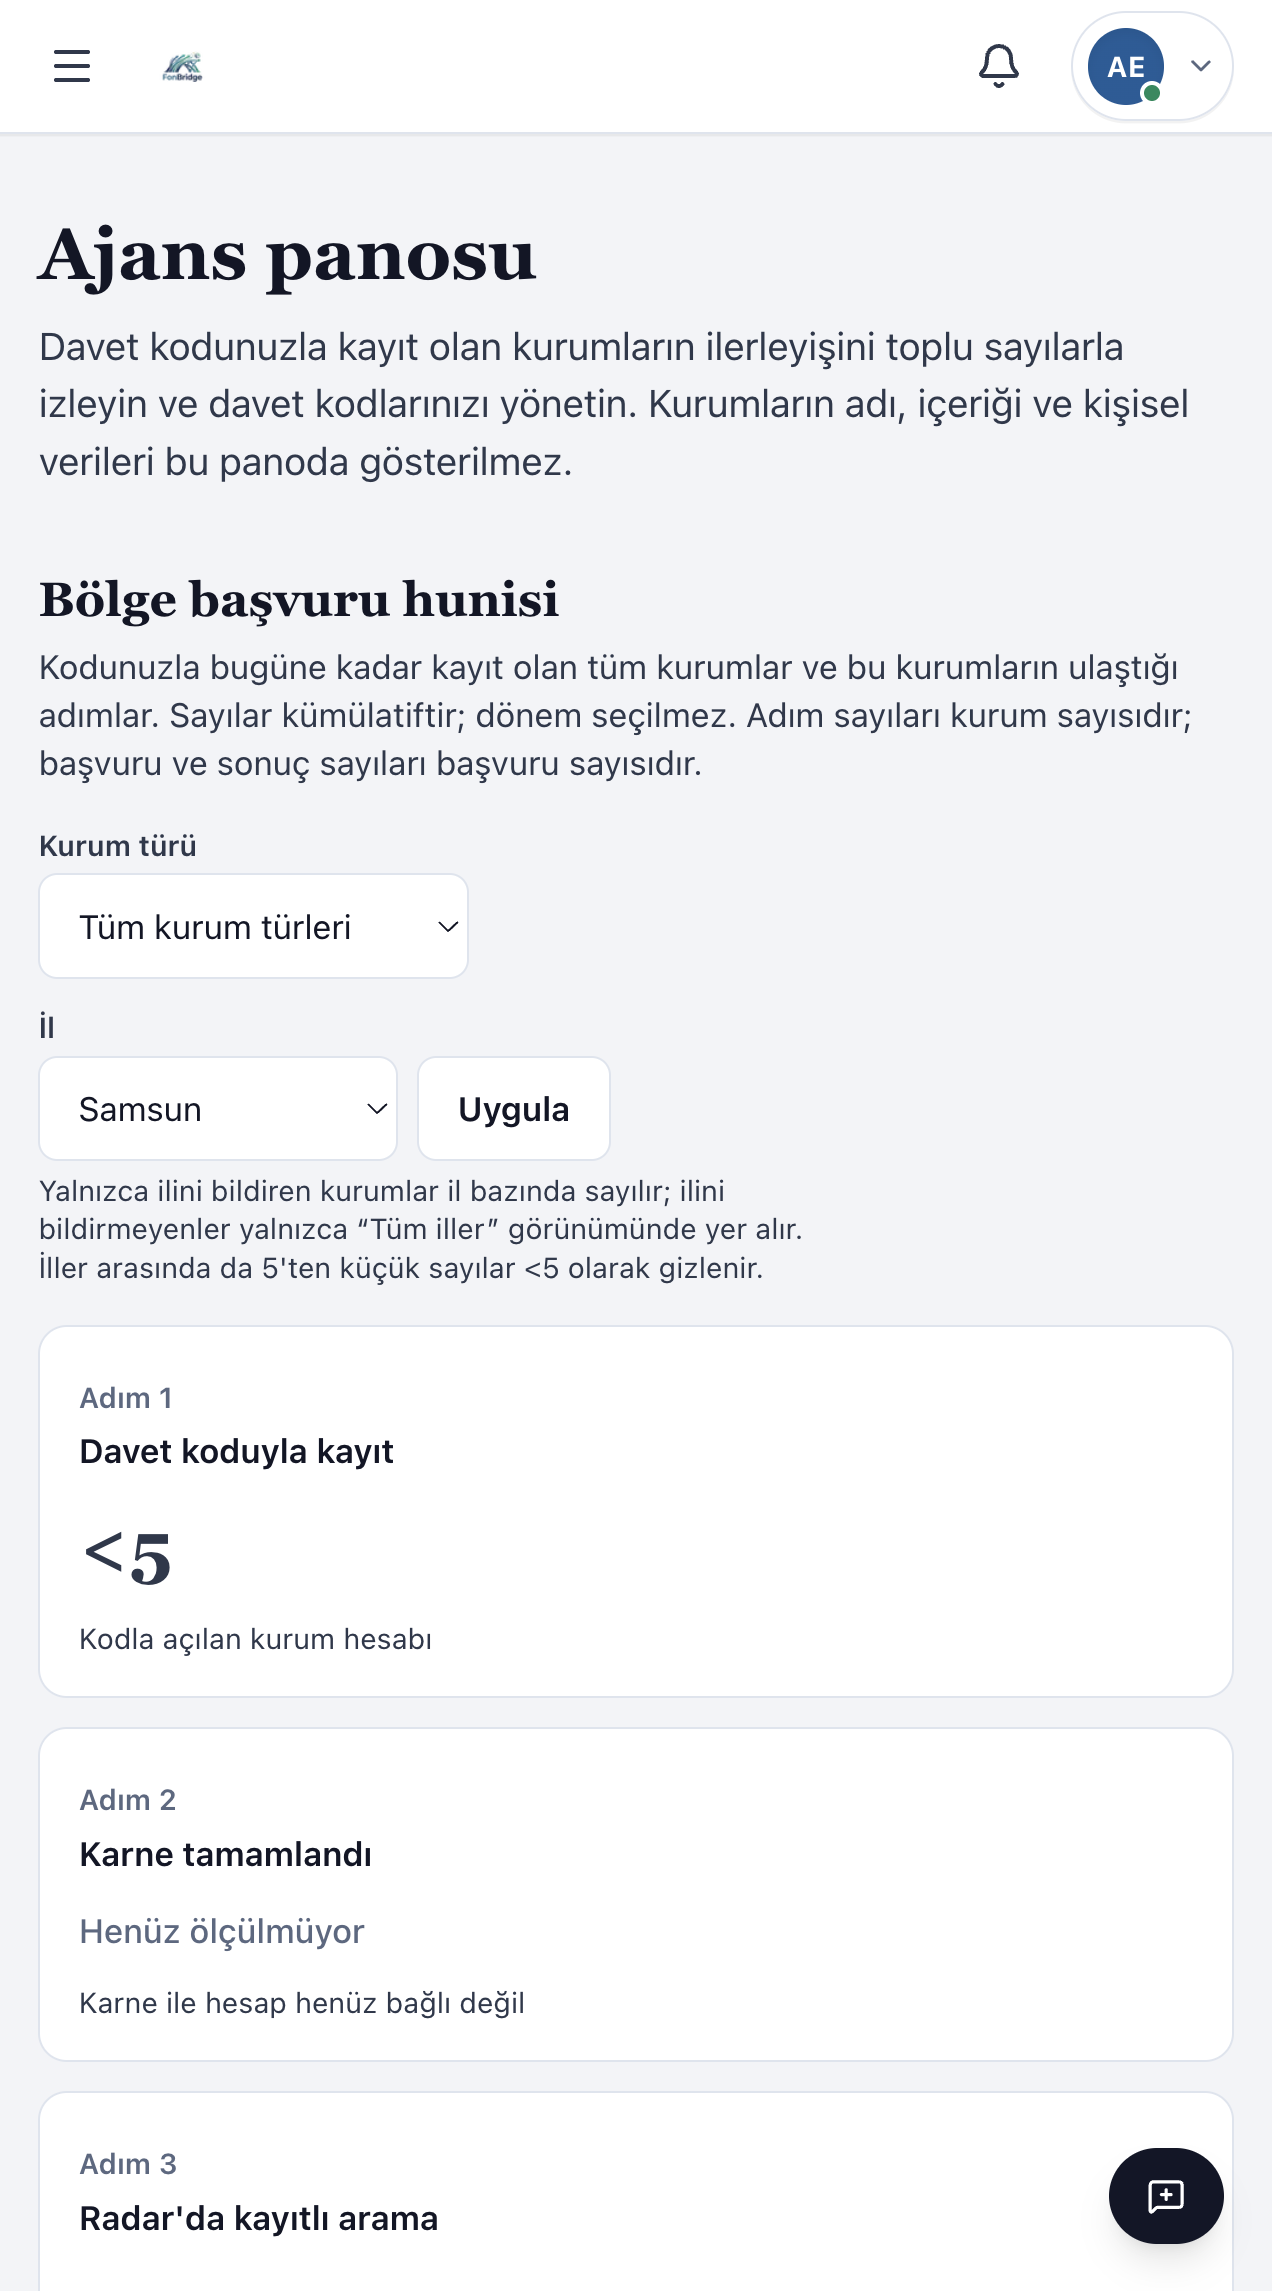 FonBridge
AE
Ajans panosu
Davet kodunuzla kayıt olan kurumların ilerleyişini toplu sayılarla
izleyin ve davet kodlarınızı yönetin. Kurumların adı, içeriği ve kişisel
verileri bu panoda gösterilmez.
Bölge başvuru hunisi
Kodunuzla bugüne kadar kayıt olan tüm kurumlar ve bu kurumların ulaştığı
adımlar. Sayılar kümülatiftir; dönem seçilmez. Adım sayıları kurum sayısıdır;
başvuru ve sonuç sayıları başvuru sayısıdır.
Kurum türü
Tüm kurum türleri
İl
Samsun
Uygula
Yalnızca ilini bildiren kurumlar il bazında sayılır; ilini
bildirmeyenler yalnızca “Tüm iller” görünümünde yer alır.
İller arasında da 5'ten küçük sayılar <5 olarak gizlenir.
Adım 1
Davet koduyla kayıt
<5
Kodla açılan kurum hesabı
Adım 2
Karne tamamlandı
Henüz ölçülmüyor
Karne ile hesap henüz bağlı değil
Adım 3
Radar'da kayıtlı arama